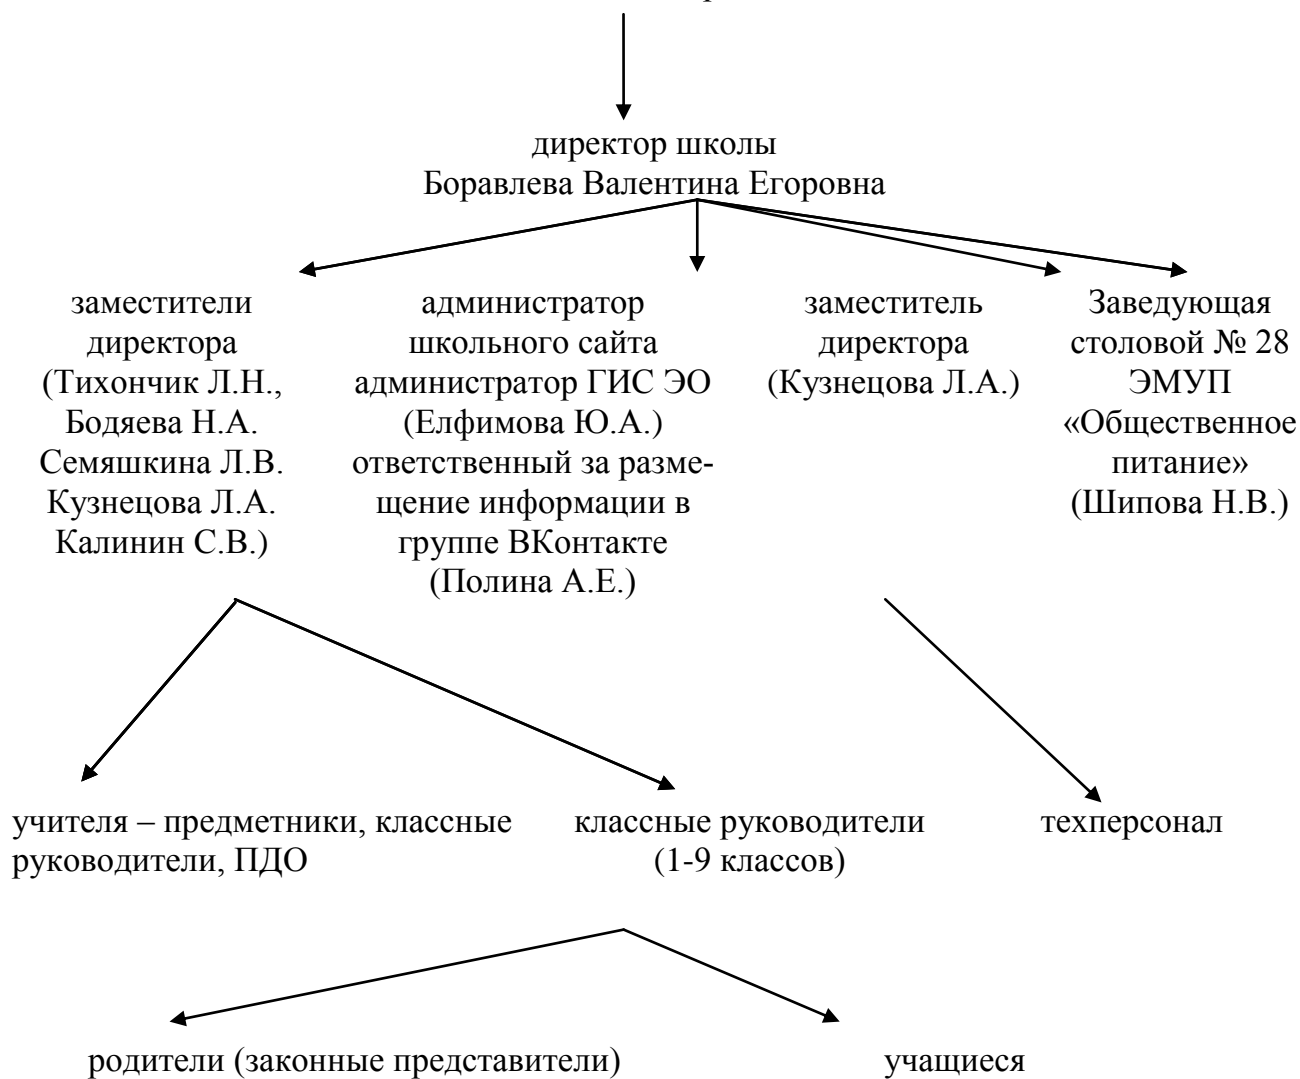 директор школы
Боравлева Валентина Егоровна
заместители
директора
(Тихончик Л.Н.,
Бодяева Н.А.
Семяшкина Л.В.
Кузнецова Л.А.
Калинин С.В.)
администратор
школьного сайта
администратор ГИС ЭО
(Елфимова Ю.А.)
ответственный за разме-
щение информации в
группе ВКонтакте
(Полина А.Е.)
заместитель
директора
(Кузнецова Л.А.)
Заведующая
столовой № 28
ЭМУП
«Общественное
питание»
(Шипова Н.В.)
учителя – предметники, классные
руководители, ПДО
классные руководители
(1-9 классов)
техперсонал
родители (законные представители)
учащиеся